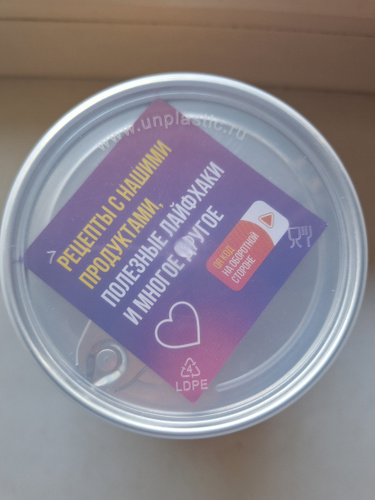 www.unplastic.ru
РЕЦЕПТЫ С НАШИМИ
ПРОДУКТАМИ,
ПОЛЕЗНЫЕ ЛАЙФХАКИ
И МНОГОЕ ДРУГОЕ
QR КОД
НА ОБОРОТНОЙ
СТОРОНЕ
4
LDPE